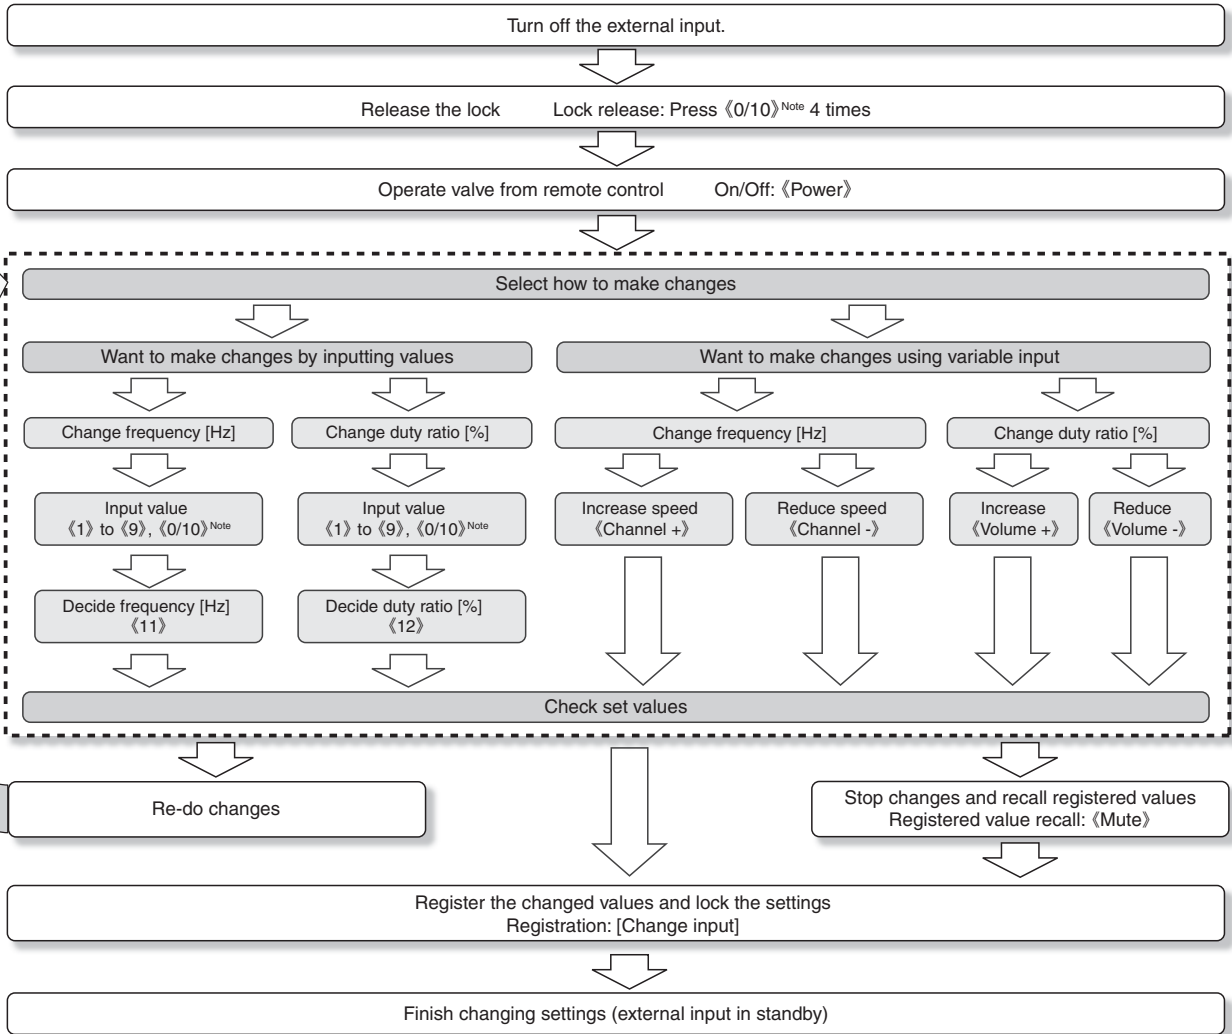 Turn off the external input.
Release the lock Lock release: Press 《0/10》Note 4 times
Operate valve from remote control On/Off: 《Power》
Select how to make changes
Want to make changes by inputting values
Want to make changes using variable input
Change frequency [Hz]
Change duty ratio [%]
Change frequency [Hz]
Change duty ratio [%]
Input value
《1》 to 《9》, 《0/10》Note
Input value
《1》 to 《9》, 《0/10》Note
Increase speed
《Channel +》
Reduce speed
《Channel -》
Increase
《Volume +》
Reduce
《Volume -》
Decide frequency [Hz]
《11》
Decide duty ratio [%]
《12》
Check set values
Re-do changes
Stop changes and recall registered values
Registered value recall: 《Mute》
Register the changed values and lock the settings
Registration: [Change input]
Finish changing settings (external input in standby)